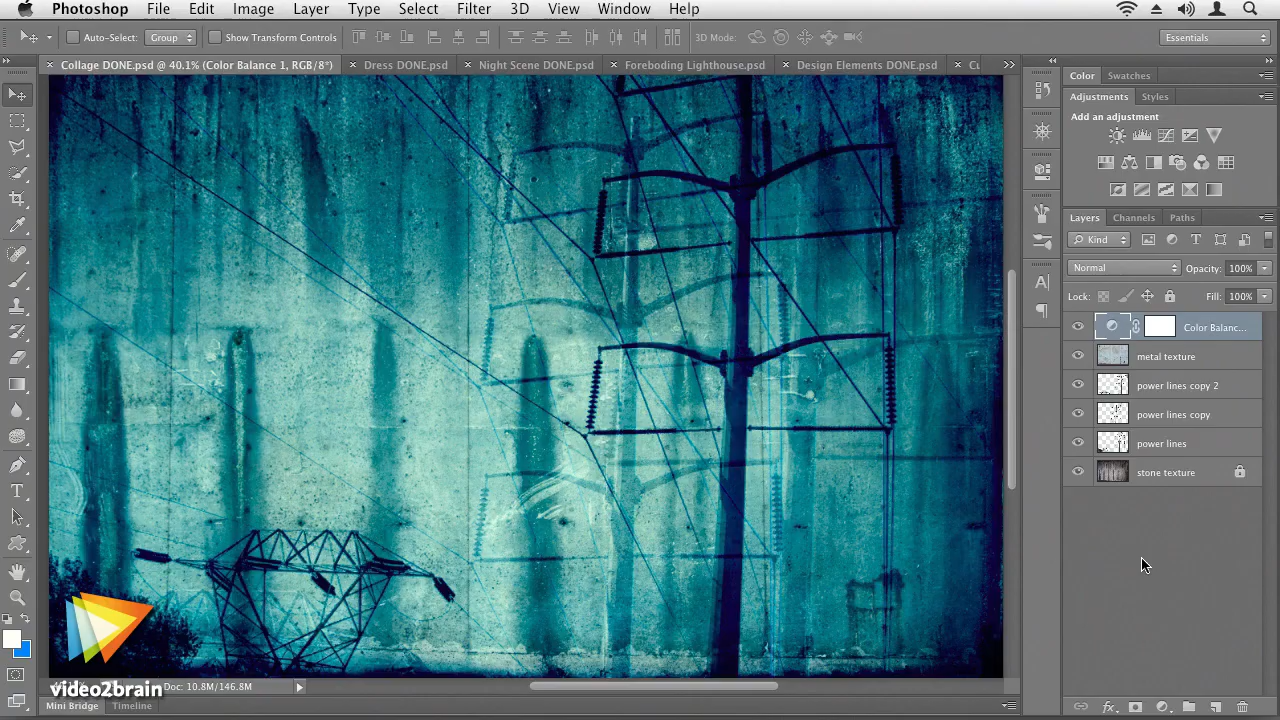 Photoshop File Edit Image Layer Type Select Filter 3D View Window Help
Auto-Select: Group Show Transform Controls 3D Mode: Essentials
Collage DONE.psd @ 40.1% (Color Balance 1, RGB/8*) Dress DONE.psd Night Scene DONE.psd Foreboding Lighthouse.psd Design Elements DONE.psd
Color Swatches
Adjustments Styles
Add an adjustment
Layers Channels Paths
Kind
Normal Opacity: 100%
Lock: Fill: 100%
Color Balanc...
metal texture
power lines copy 2
power lines copy
power lines
stone texture
video2brain Doc: 10.8M/146.8M
Mini Bridge Timeline